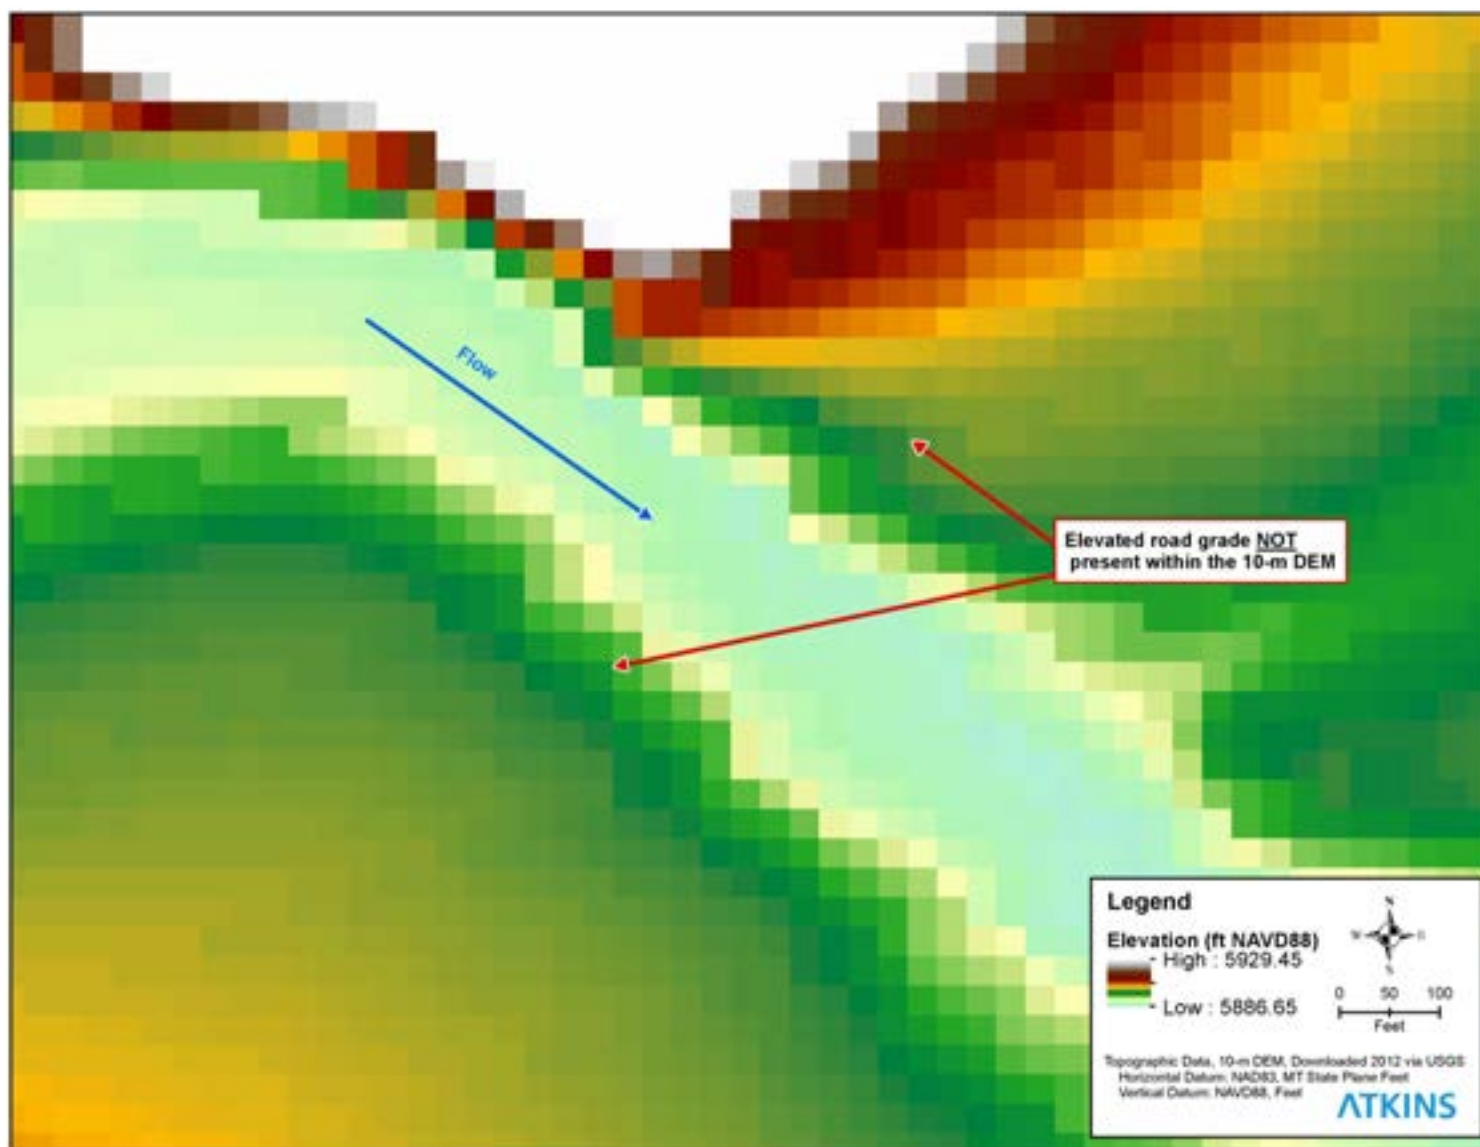 Flow
Elevated road grade NOT
present within the 10-m DEM
Legend
Elevation (ft NAVD88)
High : 5929.45
Low : 5886.65
N
W E
S
0 50 100
Feet
Topographic Data, 10-m DEM, Downloaded 2012 via USGS
Horizontal Datum: NAD83, MT State Plane Feet
Vertical Datum: NAVD88, Feet
ATKINS